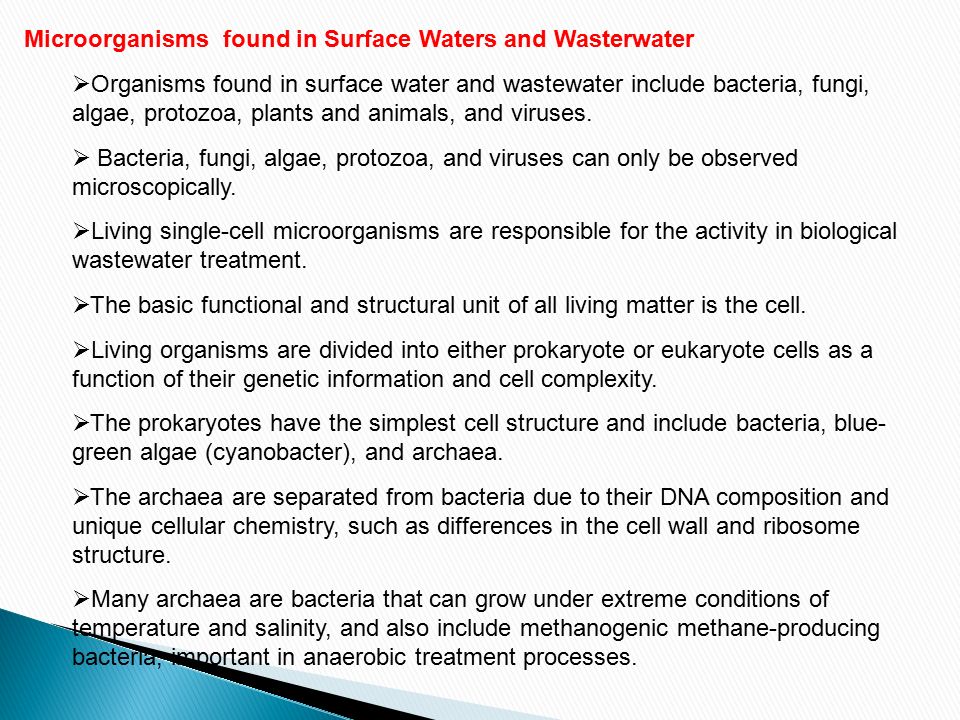 Microorganisms found in Surface Waters and Wasterwater
➢Organisms found in surface water and wastewater include bacteria, fungi,
algae, protozoa, plants and animals, and viruses.
➢ Bacteria, fungi, algae, protozoa, and viruses can only be observed
microscopically.
➢Living single-cell microorganisms are responsible for the activity in biological
wastewater treatment.
➢The basic functional and structural unit of all living matter is the cell.
➢Living organisms are divided into either prokaryote or eukaryote cells as a
function of their genetic information and cell complexity.
➢The prokaryotes have the simplest cell structure and include bacteria, blue-
green algae (cyanobacter), and archaea.
➢The archaea are separated from bacteria due to their DNA composition and
unique cellular chemistry, such as differences in the cell wall and ribosome
structure.
➢Many archaea are bacteria that can grow under extreme conditions of
temperature and salinity, and also include methanogenic methane-producing
bacteria, important in anaerobic treatment processes.